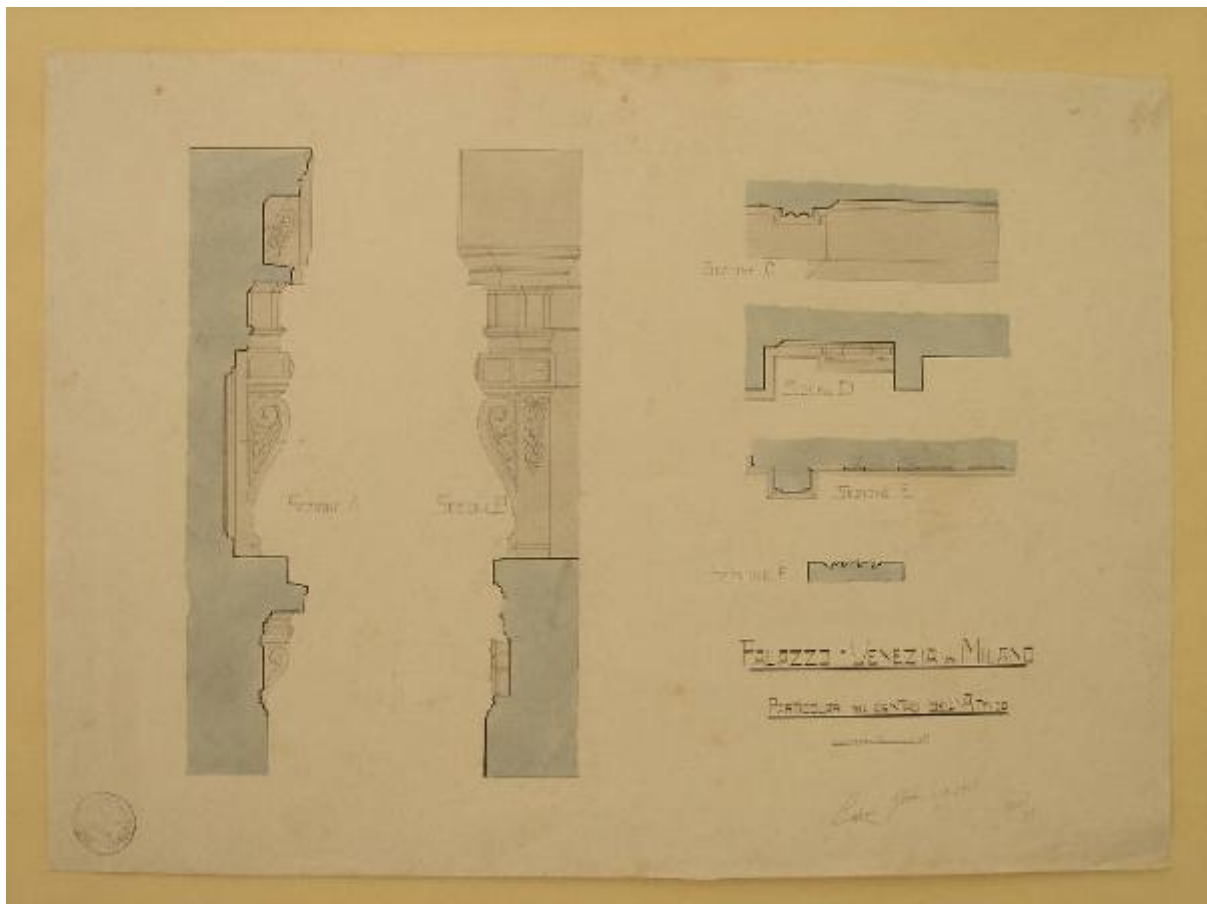 SEZIONE A
SEZIONE B
SEZIONE C
SEZIONE D
SEZIONE E
SEZIONE F
PALAZZO · VENEZIA IN MILANO
PARTICOLARI DEL CENTRO DELL'ATTICO